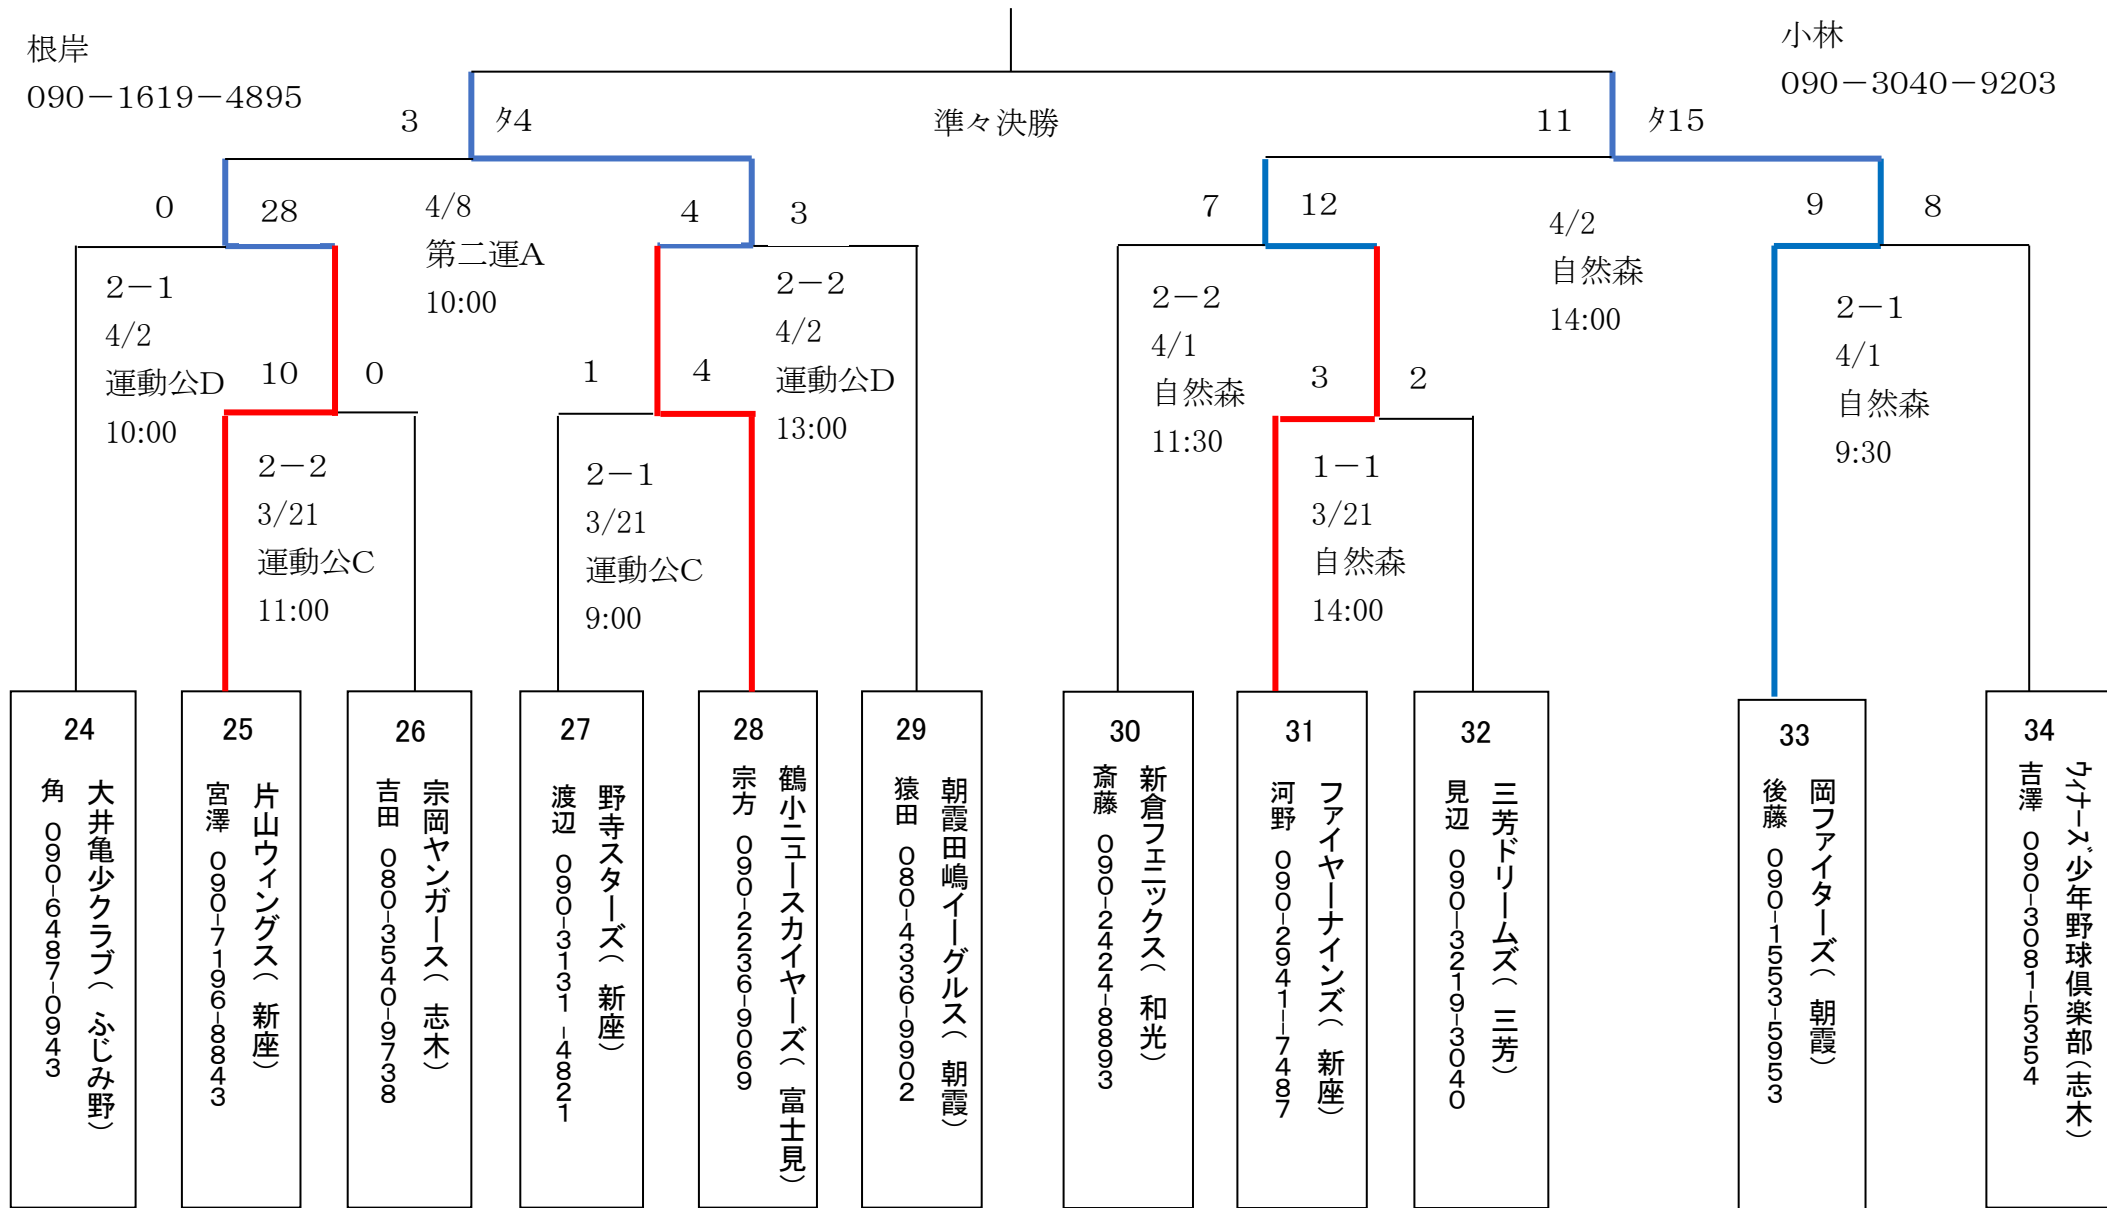 根岸
090－1619－4895
小林
090－3040－9203
3
ﾀ4
準々決勝
11
ﾀ15
0
28
4/8
第二運A
10:00
4
3
7
12
4/2
自然森
14:00
9
8
2－1
4/2
運動公D
10:00
10
0
1
4
2－2
4/2
運動公D
13:00
2－2
4/1
自然森
11:30
3
2
2－1
4/1
自然森
9:30
2－2
3/21
運動公C
11:00
2－1
3/21
運動公C
9:00
1－1
3/21
自然森
14:00
24
大井亀少クラブ（ふじみ野）
角 090-6487-0943
25
片山ウィングス（新座）
宮澤 090-7196-8843
26
宗岡ヤンガース（志木）
吉田 080-3540-9738
27
野寺スターズ（新座）
渡辺 090-3131-4821
28
鶴小ニュースカイヤーズ（富士見）
宗方 090-2236-9069
29
朝霞田嶋イーグルス（朝霞）
猿田 080-4336-9902
30
新倉フェニックス（和光）
斎藤 090-2424-8893
31
ファイヤーナインズ（新座）
河野 090-2941-7487
32
三芳ドリームズ（三芳）
見辺 090-3219-3040
33
岡ファイターズ（朝霞）
後藤 090-1553-5953
34
ウィナーズ少年野球倶楽部（志木）
吉澤 090-3081-5354